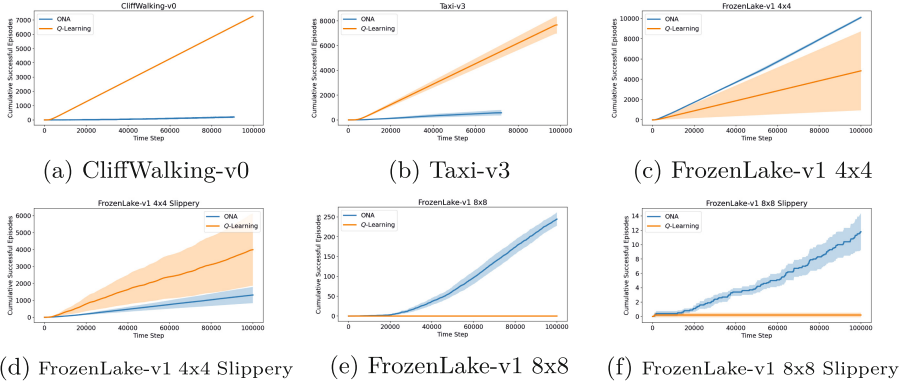 CliffWalking-v0
Taxi-v3
FrozenLake-v1 4x4
Cumulative Successful Episodes
7000
6000
5000
4000
3000
2000
1000
0
ONA
Q-Learning
0
20000
40000
60000
80000
100000
Time Step
Cumulative Successful Episodes
8000
6000
4000
2000
0
ONA
Q-Learning
0
20000
40000
60000
80000
100000
Time Step
Cumulative Successful Episodes
10000
8000
6000
4000
2000
0
ONA
Q-Learning
0
20000
40000
60000
80000
100000
Time Step
(a) CliffWalking-v0
(b) Taxi-v3
(c) FrozenLake-v1 4x4
FrozenLake-v1 4x4 Slippery
FrozenLake-v1 8x8
FrozenLake-v1 8x8 Slippery
Cumulative Successful Episodes
6000
5000
4000
3000
2000
1000
0
ONA
Q-Learning
0
20000
40000
60000
80000
100000
Time Step
Cumulative Successful Episodes
250
200
150
100
50
0
ONA
Q-Learning
0
20000
40000
60000
80000
100000
Time Step
Cumulative Successful Episodes
14
12
10
8
6
4
2
0
ONA
Q-Learning
0
20000
40000
60000
80000
100000
Time Step
(d) FrozenLake-v1 4x4 Slippery
(e) FrozenLake-v1 8x8
(f) FrozenLake-v1 8x8 Slippery